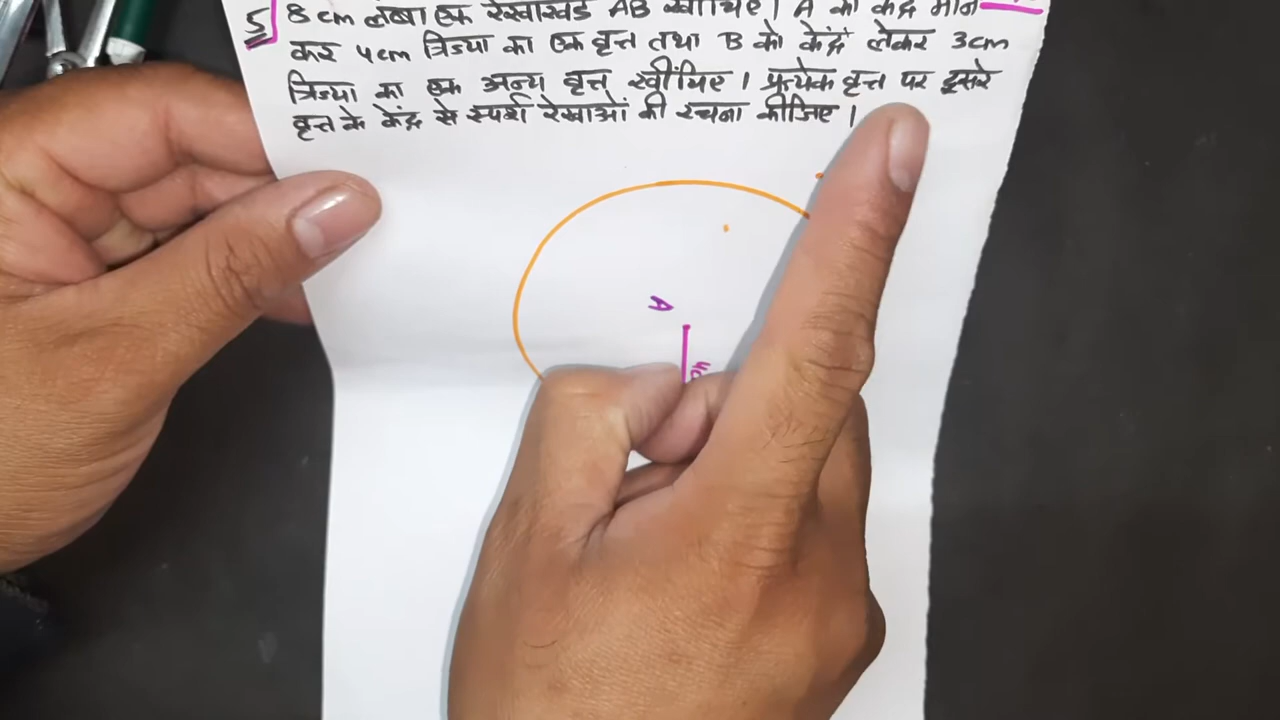 5 8 cm लंबा एक रेखाखंड AB खींचिए। A को केंद्र मान
कर 4cm त्रिज्या का एक वृत्त तथा B को केंद्र लेकर 3cm
त्रिज्या का एक अन्य वृत्त खींचिए। प्रत्येक वृत्त पर दूसरे
वृत्त के केंद्र से स्पर्श रेखाओं की रचना कीजिए।
A